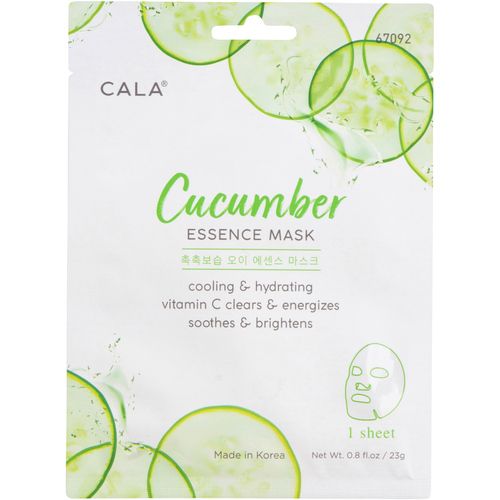 67092
CALA®
Cucumber
ESSENCE MASK
촉촉보습 오이 에센스 마스크
cooling & hydrating
vitamin C clears & energizes
soothes & brightens
1 sheet
Made in Korea
Net Wt. 0.8 fl.oz / 23g